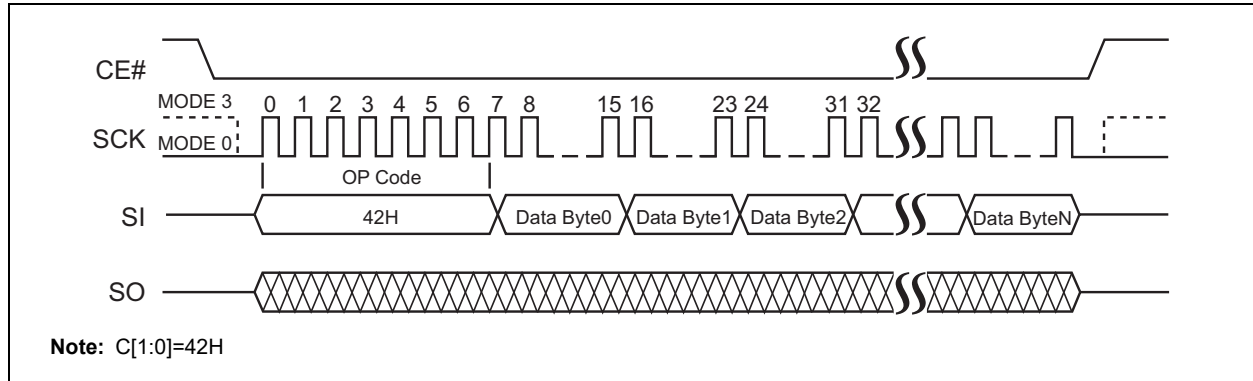 CE#
MODE 3
0 1 2 3 4 5 6 7 8 15 16 23 24 31 32
SCK
MODE 0
OP Code
SI
42H Data Byte0 Data Byte1 Data Byte2 Data ByteN
SO
Note: C[1:0]=42H